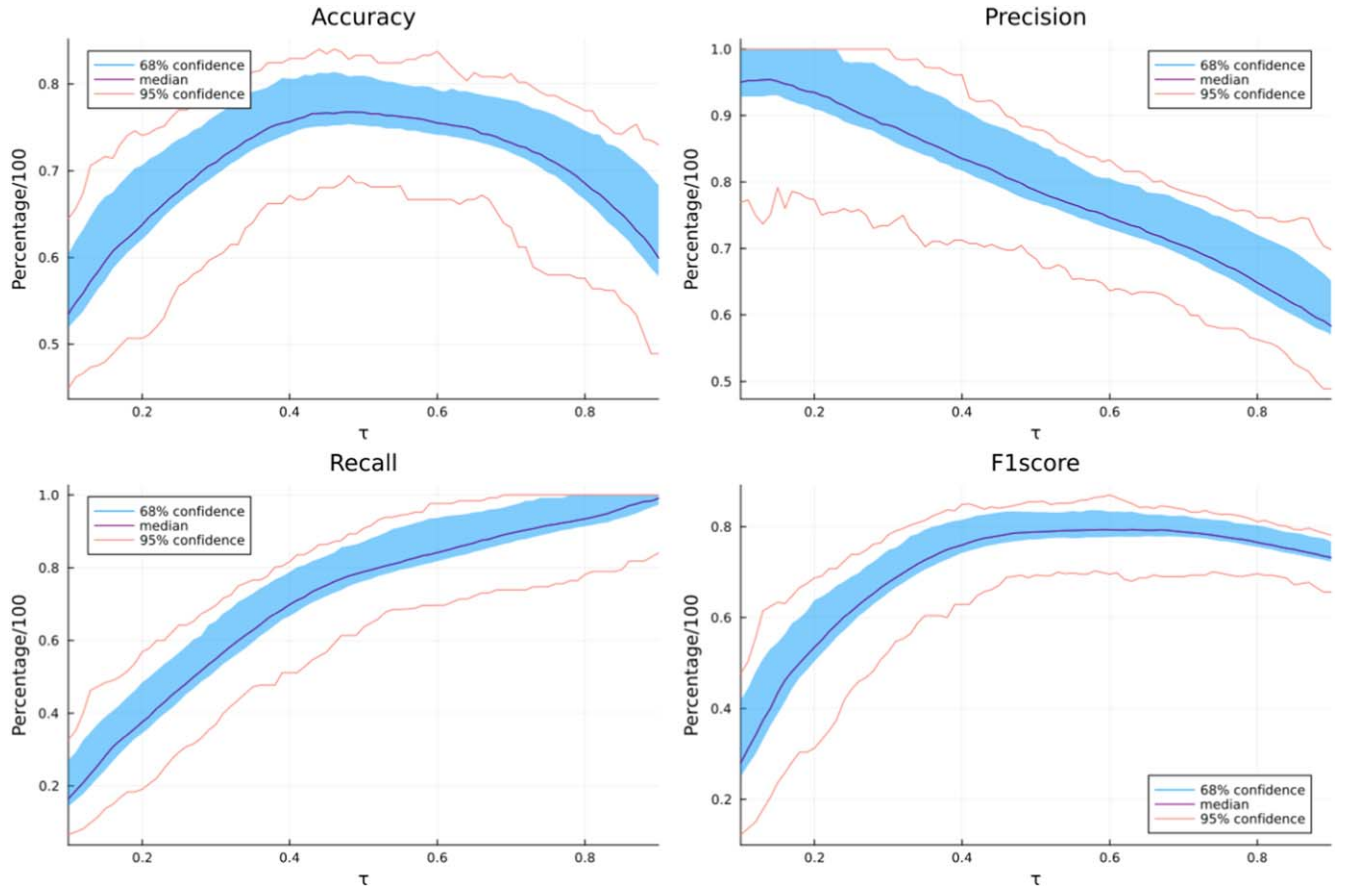 Accuracy
Percentage/100
0.8
0.7
0.6
0.5
68% confidence
median
95% confidence
0.2 0.4 0.6 0.8
τ
Precision
Percentage/100
1.0
0.9
0.8
0.7
0.6
0.5
68% confidence
median
95% confidence
0.2 0.4 0.6 0.8
τ
Recall
Percentage/100
1.0
0.8
0.6
0.4
0.2
68% confidence
median
95% confidence
0.2 0.4 0.6 0.8
τ
F1score
Percentage/100
0.8
0.6
0.4
0.2
68% confidence
median
95% confidence
0.2 0.4 0.6 0.8
τ